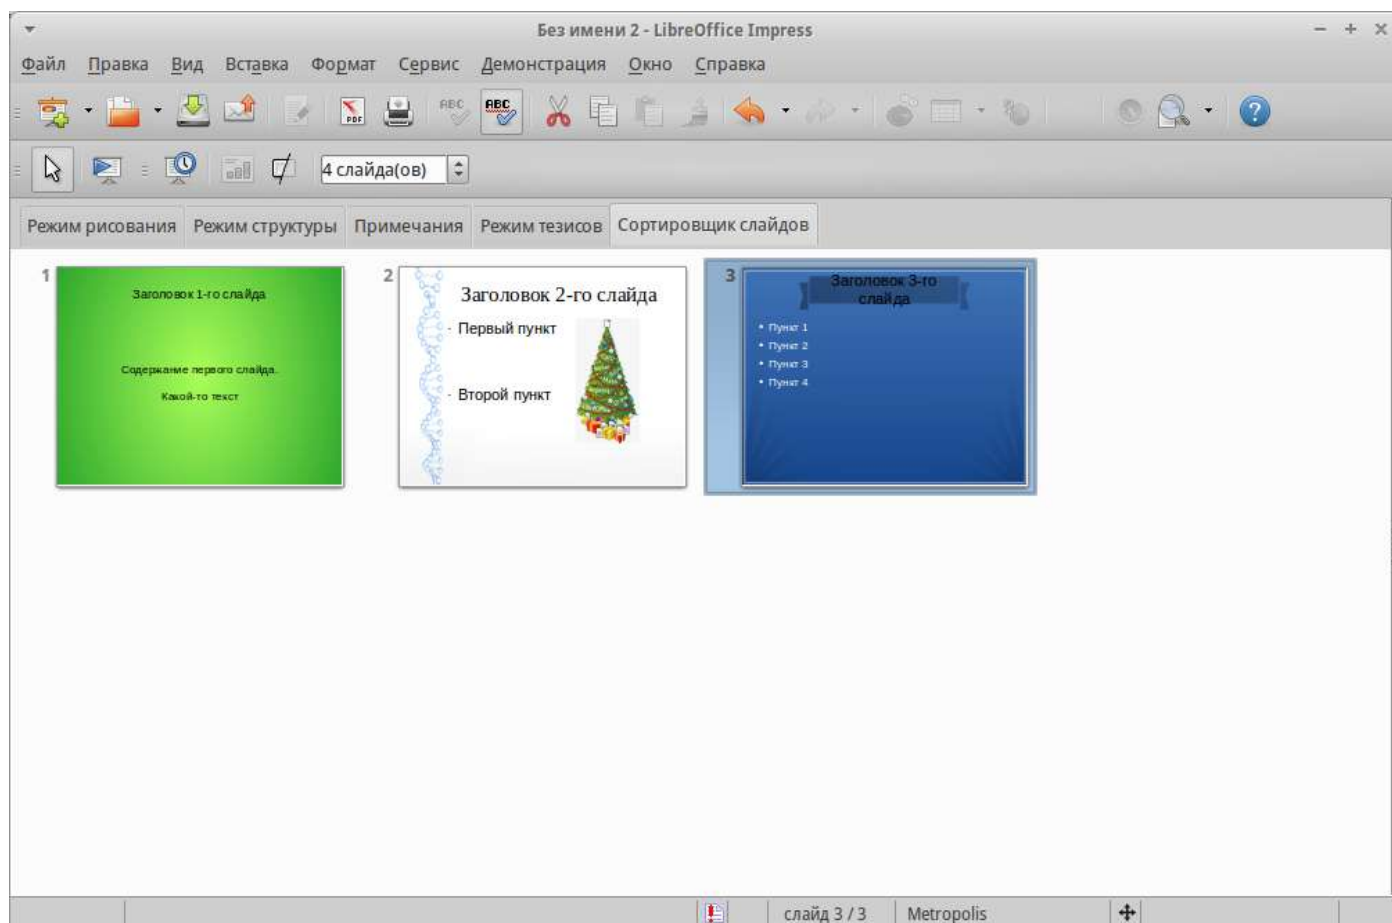 Без имени 2 - LibreOffice Impress
Файл Правка Вид Вставка Формат Сервис Демонстрация Окно Справка
PDF ABC ABC ?
4 слайда(ов)
Режим рисования Режим структуры Примечания Режим тезисов Сортировщик слайдов
1
Заголовок 1-го слайда
Содержание первого слайда.
Какой-то текст
2
Заголовок 2-го слайда
· Первый пункт
· Второй пункт
3
Заголовок 3-го
слайда
• Пункт 1
• Пункт 2
• Пункт 3
• Пункт 4
слайд 3 / 3 Metropolis